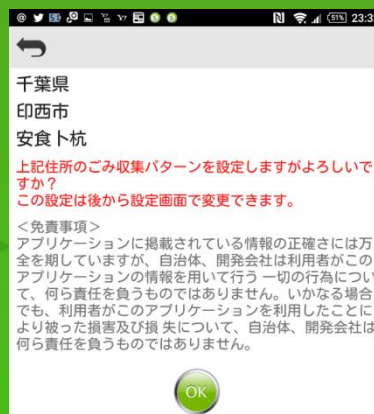 51% 23:3
千葉県
印西市
安食卜杭
上記住所のごみ収集パターンを設定しますがよろしいで
すか？
この設定は後から設定画面で変更できます。
＜免責事項＞
アプリケーションに掲載されている情報の正確さには万
全を期していますが、自治体、開発会社は利用者がこの
アプリケーションの情報を用いて行う 一切の行為につい
て、何ら責任を負うものではありません。いかなる場合
でも、利用者がこのアプリケーションを利用したことに
より被った損害及び損 失について、自治体、開発会社は
何ら責任を負うものではありません。
OK